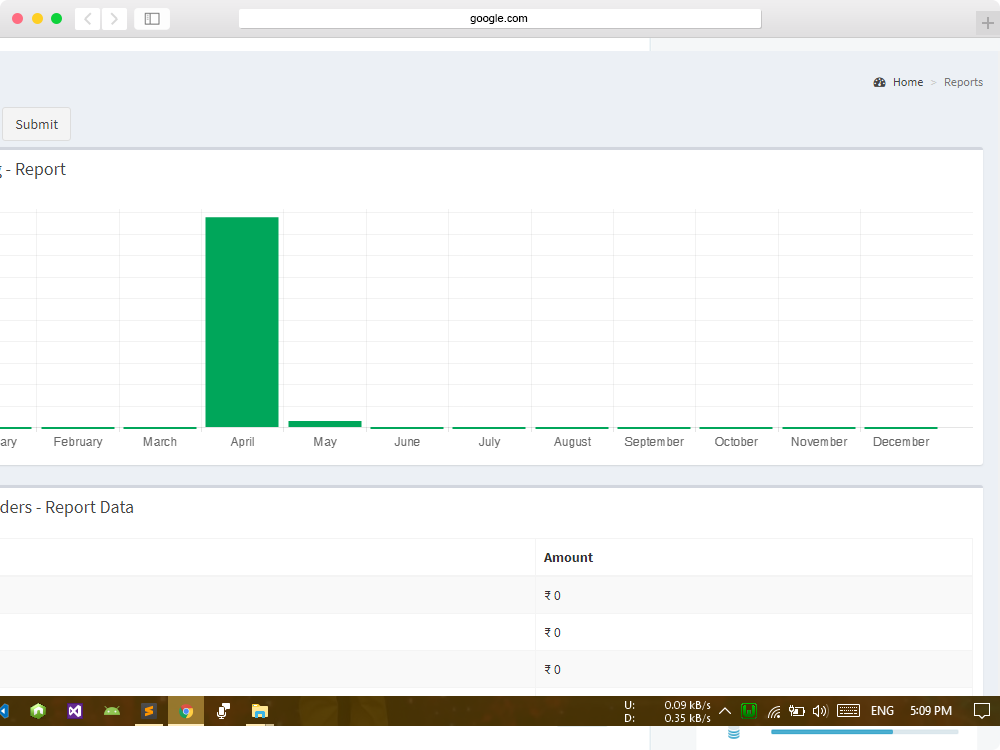 google.com
Home > Reports
Submit
- Report
ary February March April May June July August September October November December
ders - Report Data
Amount
₹ 0
₹ 0
₹ 0
U: 0.09 kB/s
D: 0.35 kB/s
ENG 5:09 PM